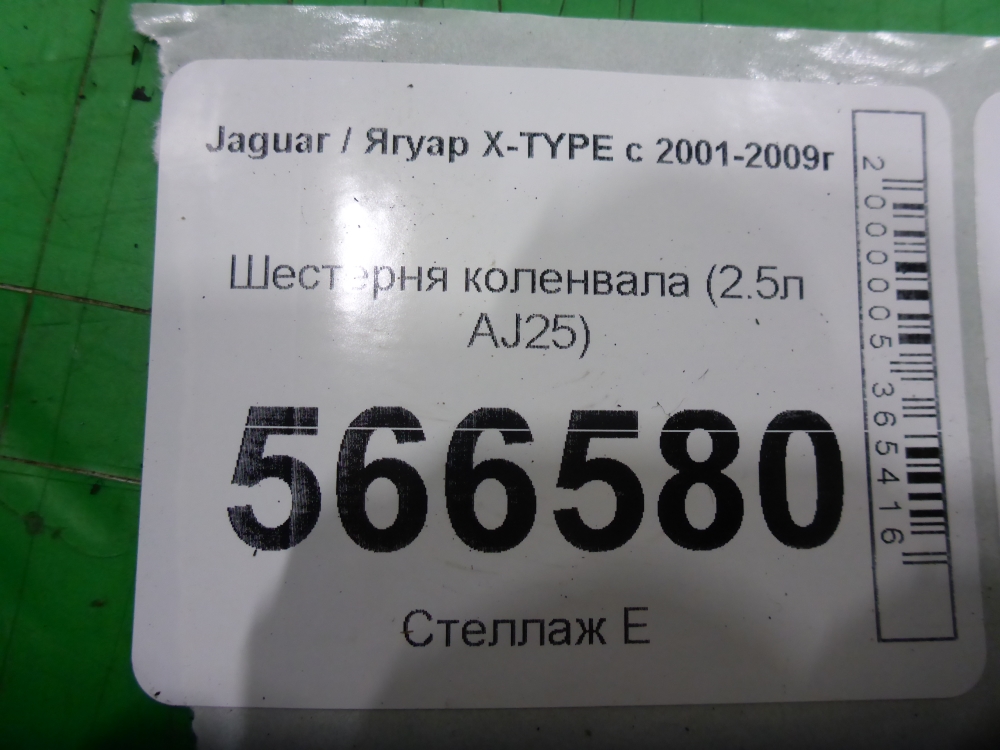 Jaguar / Ягуар X-TYPE с 2001-2009г
Шестерня коленвала (2.5л
AJ25)
566580
Стеллаж Е
2000005365416